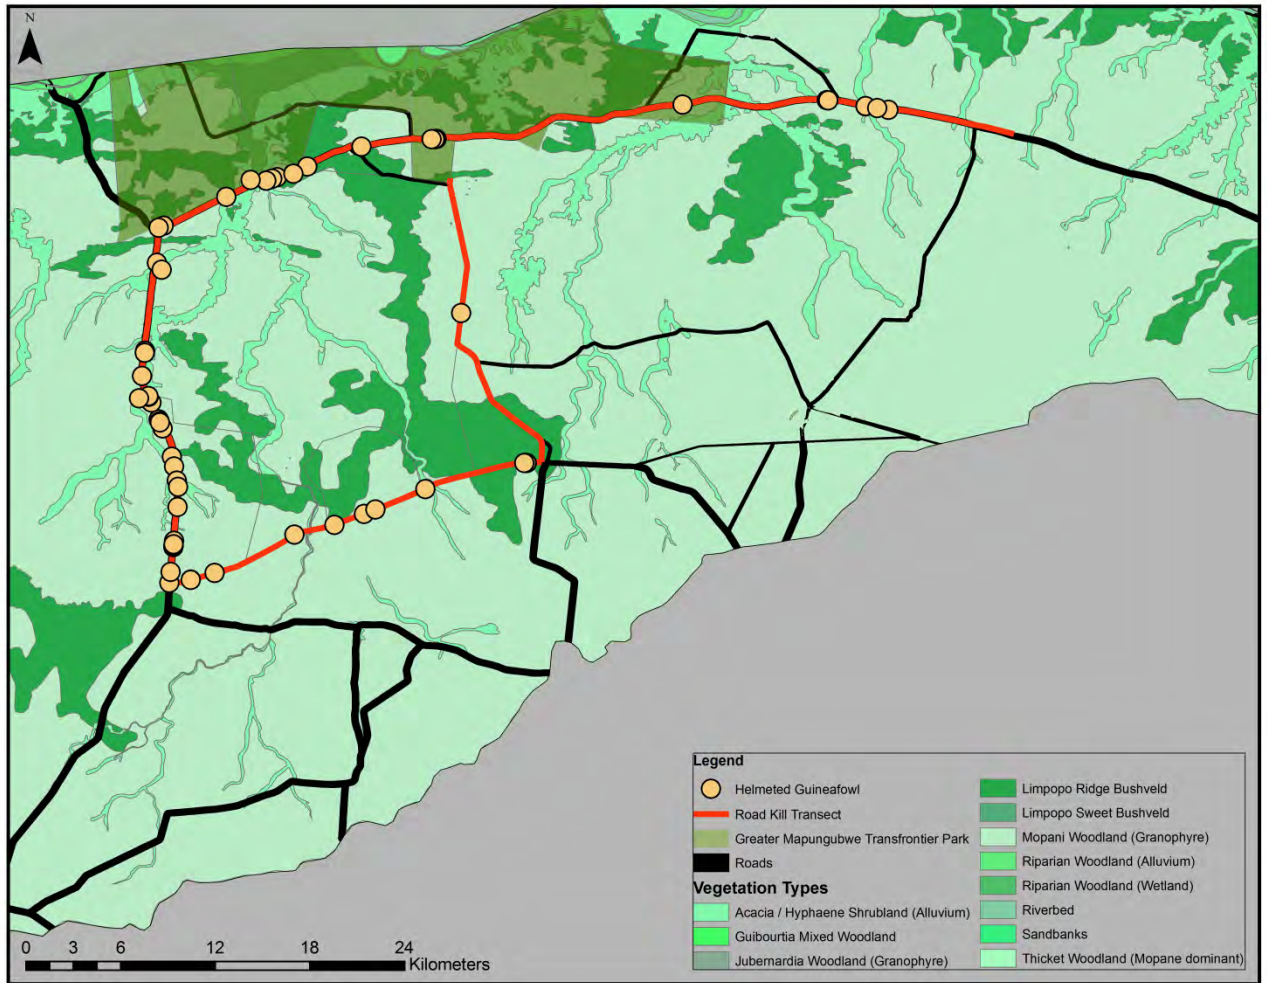 N
Legend
Helmeted Guineafowl
Road Kill Transect
Greater Mapungubwe Transfrontier Park
Roads
Vegetation Types
Acacia / Hyphaene Shrubland (Alluvium)
Guibourtia Mixed Woodland
Jubernardia Woodland (Granophyre)
Limpopo Ridge Bushveld
Limpopo Sweet Bushveld
Mopani Woodland (Granophyre)
Riparian Woodland (Alluvium)
Riparian Woodland (Wetland)
Riverbed
Sandbanks
Thicket Woodland (Mopane dominant)
0 3 6 12 18 24
Kilometers